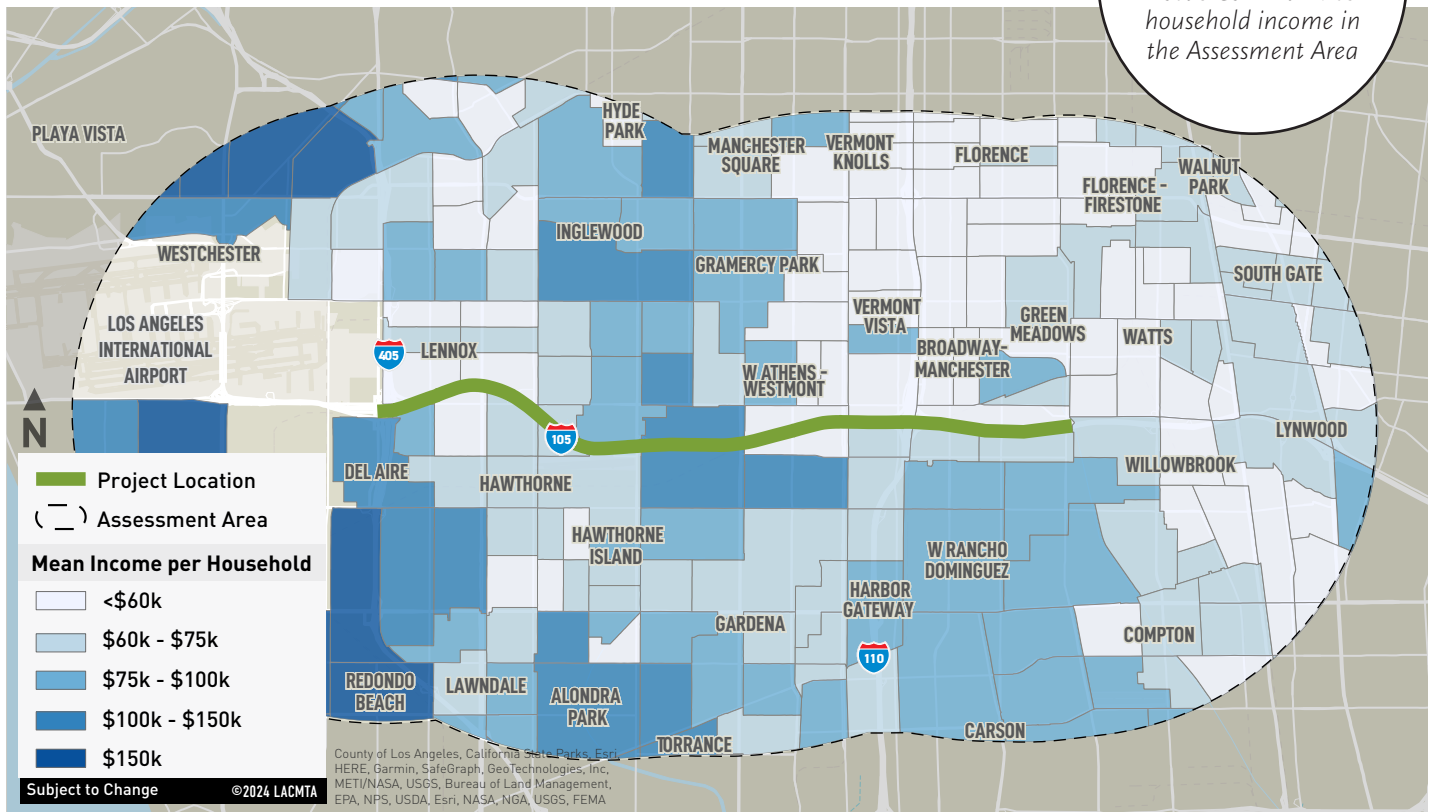 household income in
the Assessment Area
PLAYA VISTA
HYDE
PARK
MANCHESTER
SQUARE
VERMONT
KNOLLS
FLORENCE
WALNUT
PARK
FLORENCE -
FIRESTONE
WESTCHESTER
INGLEWOOD
GRAMERCY PARK
SOUTH GATE
LOS ANGELES
INTERNATIONAL
AIRPORT
405
LENNOX
VERMONT
VISTA
GREEN
MEADOWS
WATTS
BROADWAY-
MANCHESTER
W ATHENS -
WESTMONT
N
105
LYNWOOD
DEL AIRE
HAWTHORNE
WILLOWBROOK
HAWTHORNE
ISLAND
W RANCHO
DOMINGUEZ
HARBOR
GATEWAY
GARDENA
COMPTON
110
REDONDO
BEACH
LAWNDALE
ALONDRA
PARK
TORRANCE
CARSON
Project Location
Assessment Area
Mean Income per Household
<$60k
$60k - $75k
$75k - $100k
$100k - $150k
$150k
Subject to Change ©2024 LACMTA
County of Los Angeles, California State Parks, Esri,
HERE, Garmin, SafeGraph, GeoTechnologies, Inc,
METI/NASA, USGS, Bureau of Land Management,
EPA, NPS, USDA, Esri, NASA, NGA, USGS, FEMA